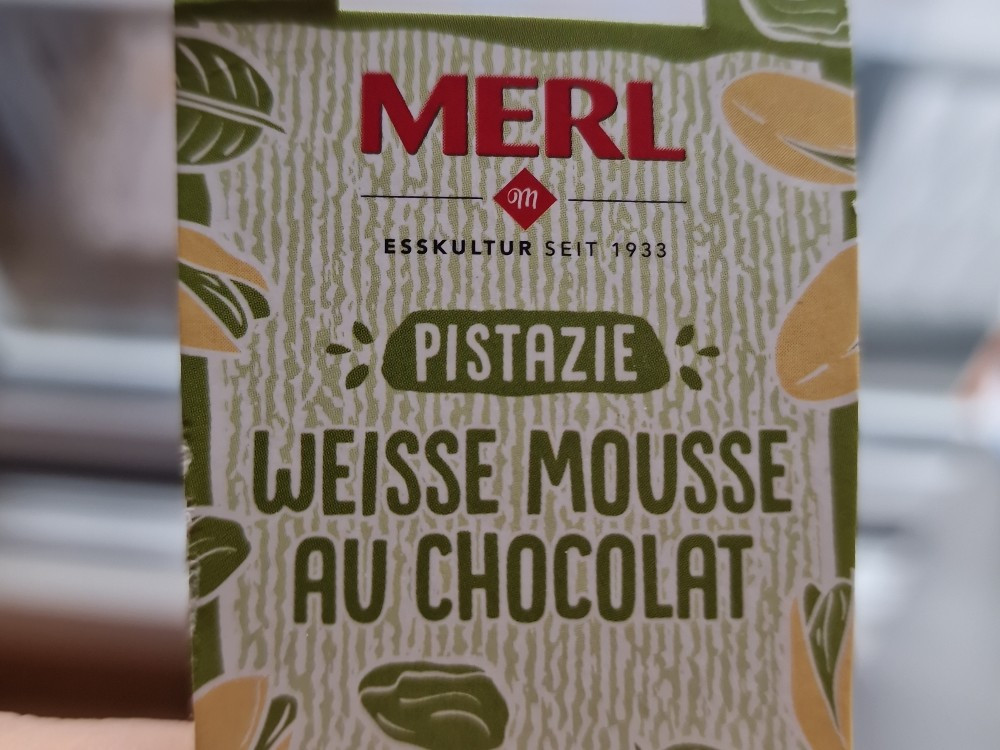 MERL
m
ESSKULTUR SEIT 1933
PISTAZIE
WEISSE MOUSSE
AU CHOCOLAT